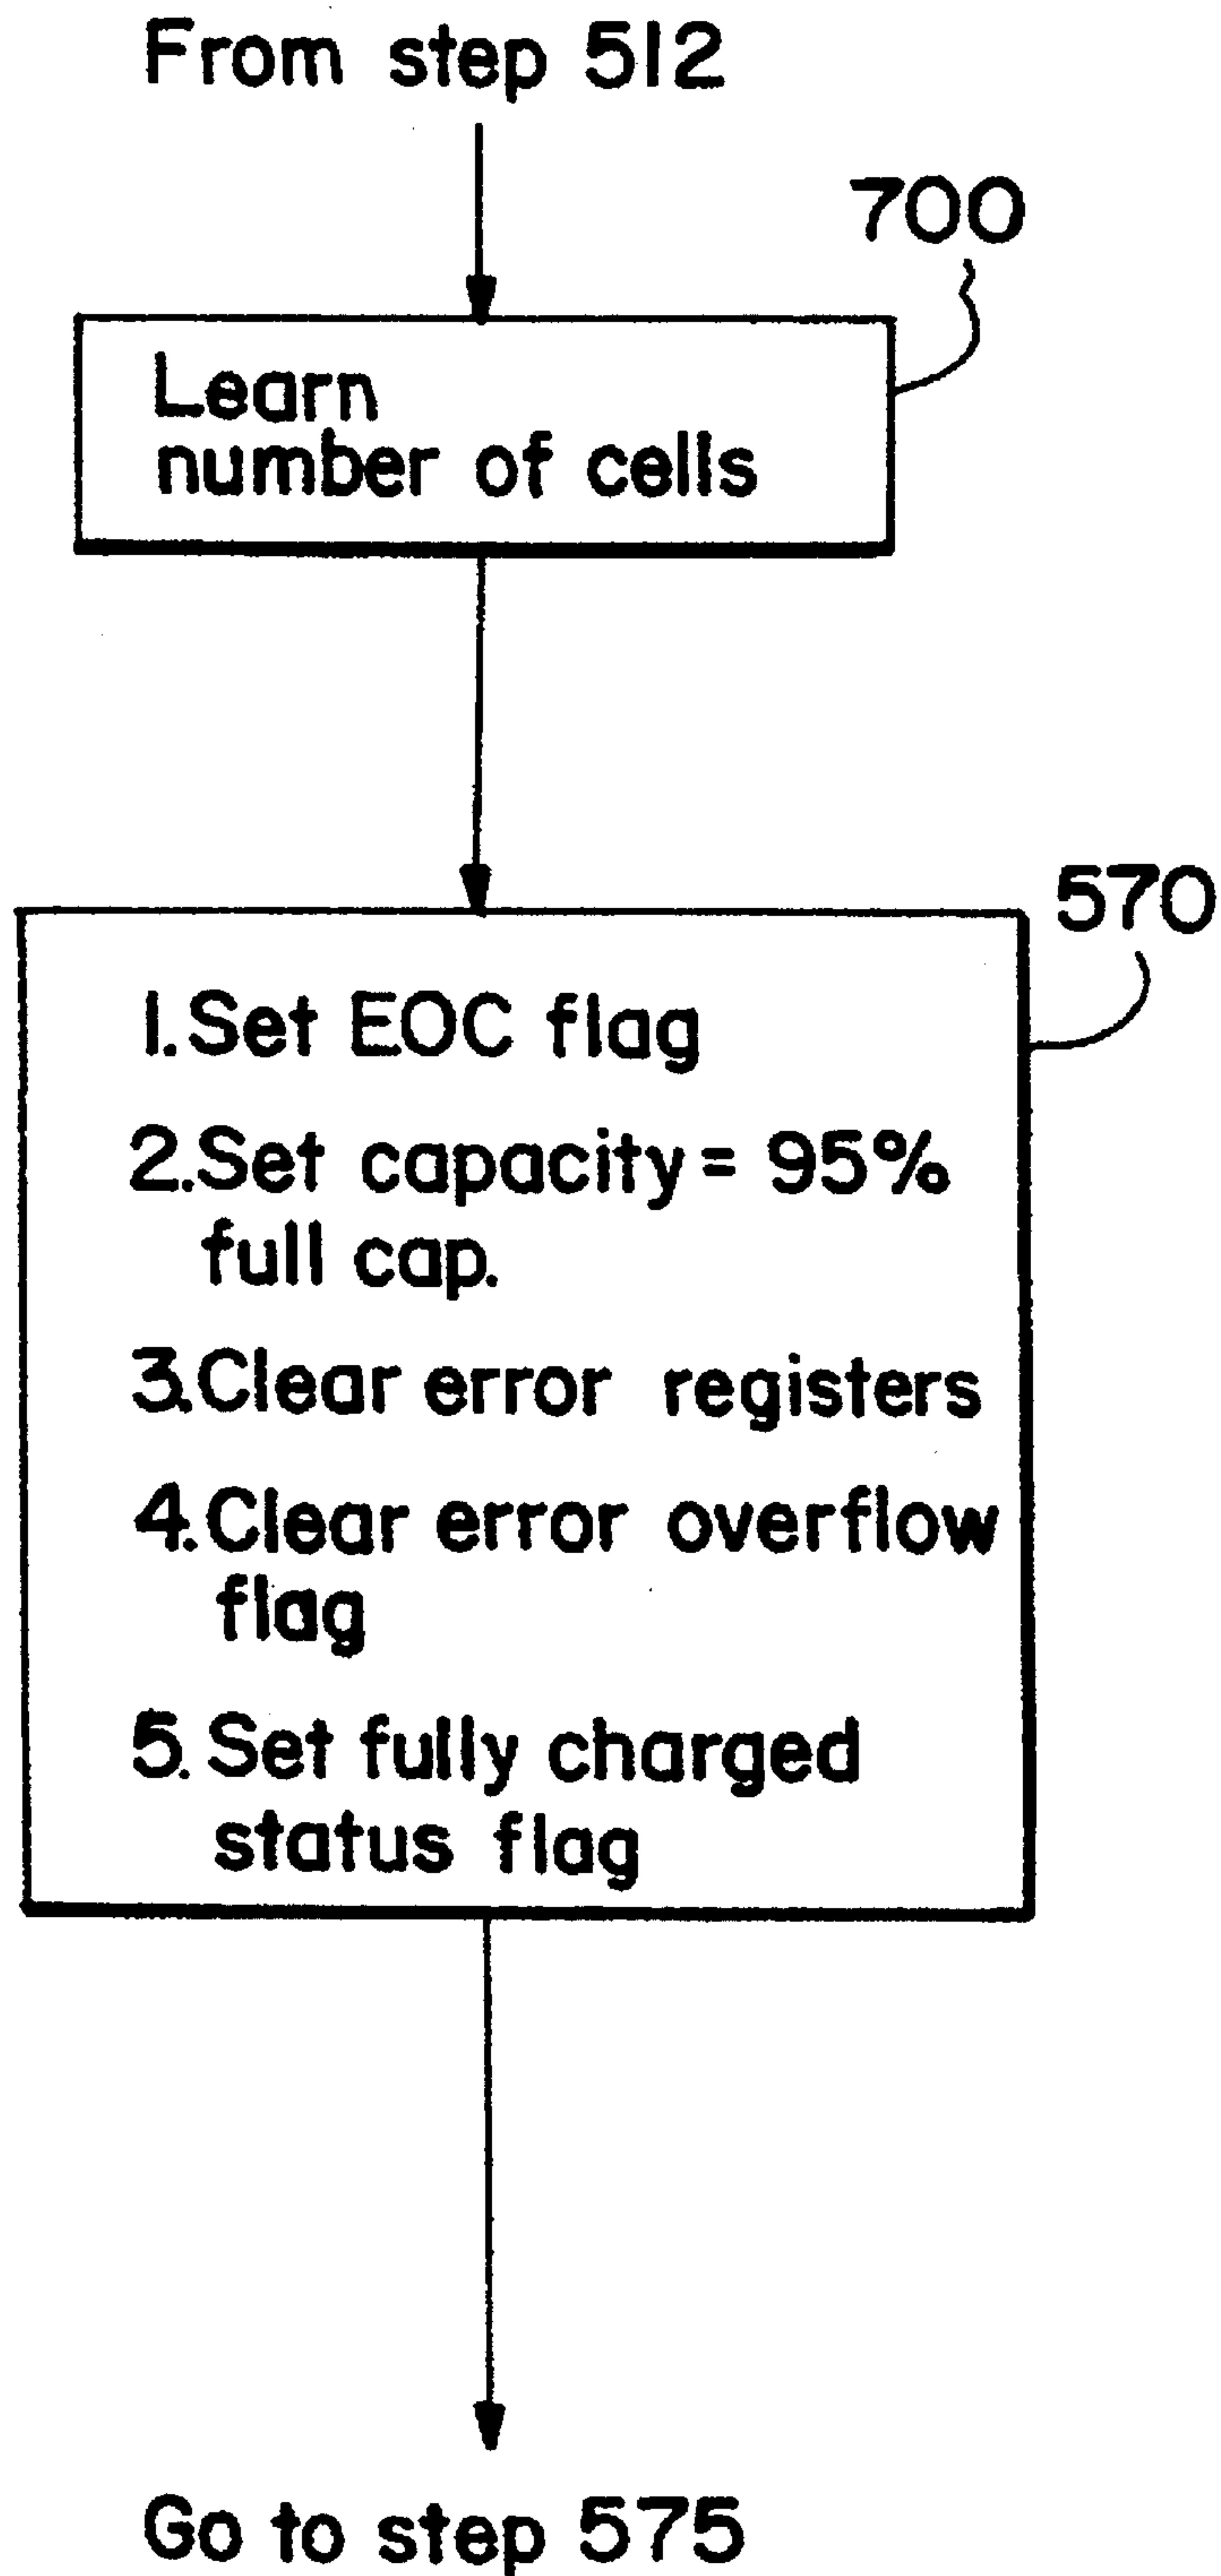 From step 512
700
Learn
number of cells
570
1. Set EOC flag
2. Set capacity = 95%
full cap.
3. Clear error registers
4. Clear error overflow
flag
5. Set fully charged
status flag
Go to step 575